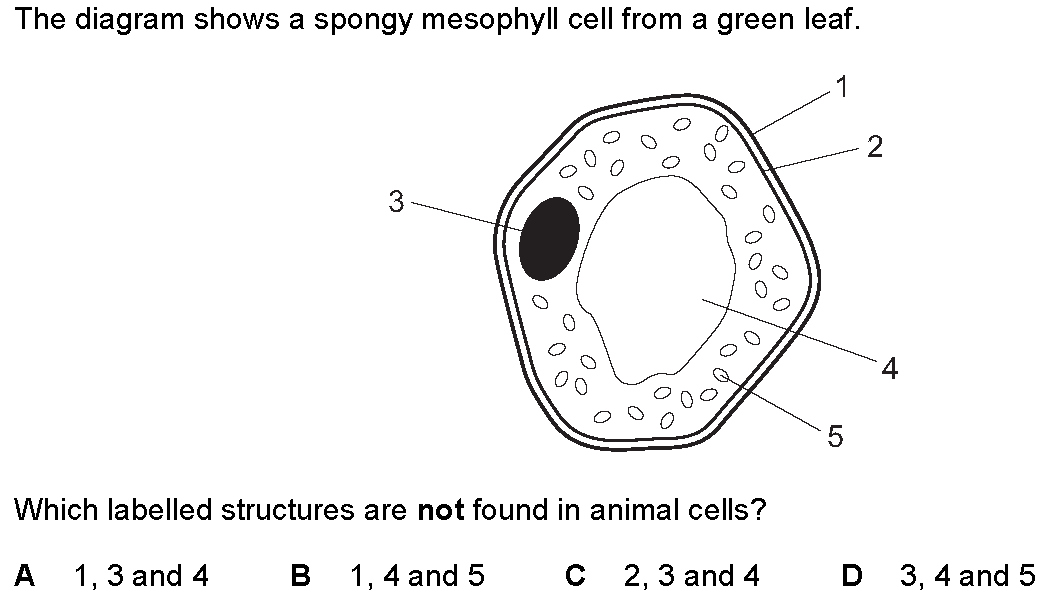 The diagram shows a spongy mesophyll cell from a green leaf.
1
2
3
4
5
Which labelled structures are not found in animal cells?
A 1, 3 and 4 B 1, 4 and 5 C 2, 3 and 4 D 3, 4 and 5